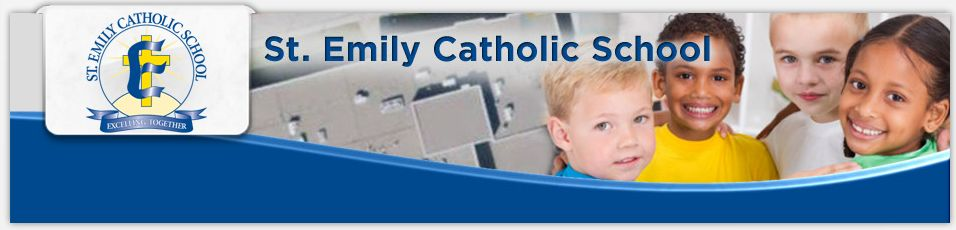 ST. EMILY CATHOLIC SCHOOL
E
EXCELLING TOGETHER
St. Emily Catholic School